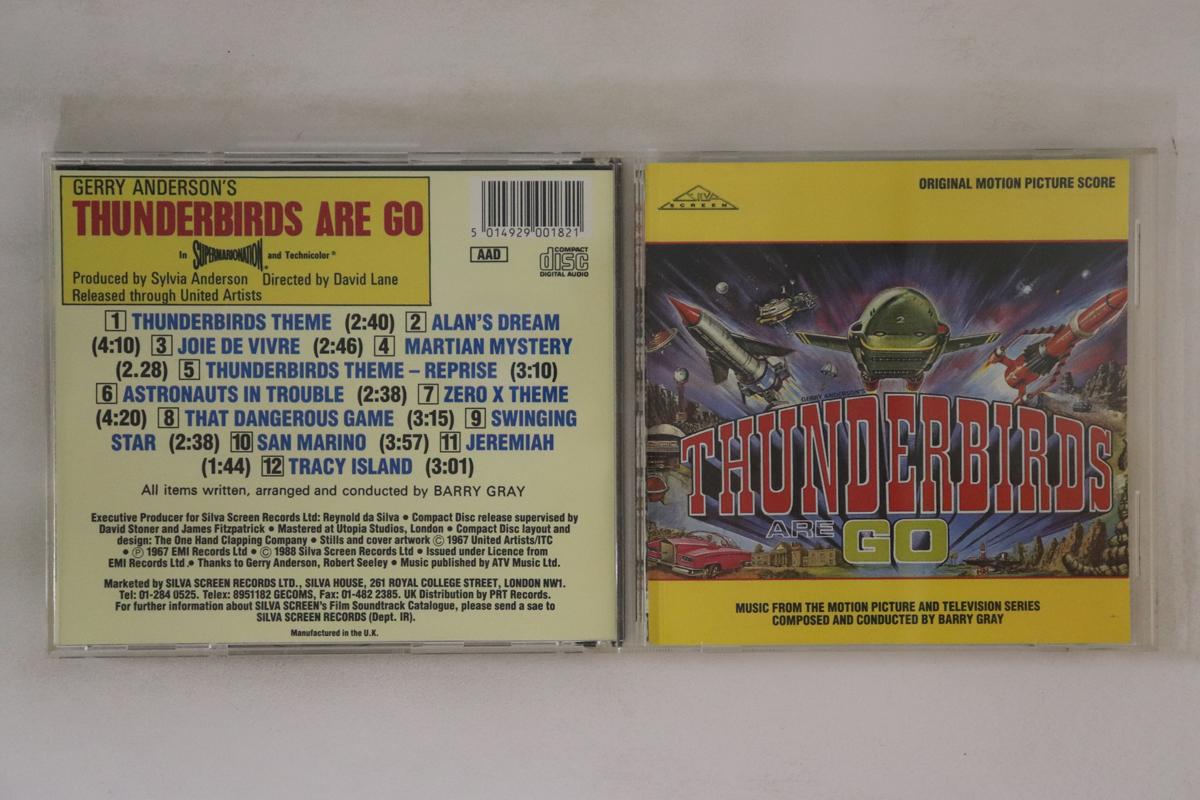 GERRY ANDERSON'S
THUNDERBIRDS ARE GO
In SUPERMARIONATION and Technicolor®
Produced by Sylvia Anderson Directed by David Lane
Released through United Artists
5 014929 001821
AAD
COMPACT
disc
DIGITAL AUDIO
1 THUNDERBIRDS THEME (2:40) 2 ALAN'S DREAM
(4:10) 3 JOIE DE VIVRE (2:46) 4 MARTIAN MYSTERY
(2.28) 5 THUNDERBIRDS THEME – REPRISE (3:10)
6 ASTRONAUTS IN TROUBLE (2:38) 7 ZERO X THEME
(4:20) 8 THAT DANGEROUS GAME (3:15) 9 SWINGING
STAR (2:38) 10 SAN MARINO (3:57) 11 JEREMIAH
(1:44) 12 TRACY ISLAND (3:01)
All items written, arranged and conducted by BARRY GRAY
Executive Producer for Silva Screen Records Ltd: Reynold da Silva ● Compact Disc release supervised by
David Stoner and James Fitzpatrick ● Mastered at Utopia Studios, London ● Compact Disc layout and
design: The One Hand Clapping Company ● Stills and cover artwork © 1967 United Artists/ITC
● ℗ 1967 EMI Records Ltd ● © 1988 Silva Screen Records Ltd ● Issued under Licence from
EMI Records Ltd.● Thanks to Gerry Anderson, Robert Seeley ● Music published by ATV Music Ltd.
Marketed by SILVA SCREEN RECORDS LTD., SILVA HOUSE, 261 ROYAL COLLEGE STREET, LONDON NW1.
Tel: 01-284 0525. Telex: 8951182 GECOMS, Fax: 01-482 2385. UK Distribution by PRT Records.
For further information about SILVA SCREEN's Film Soundtrack Catalogue, please send a sae to
SILVA SCREEN RECORDS (Dept. IR).
Manufactured in the U.K.
SILVA
SCREEN
ORIGINAL MOTION PICTURE SCORE
2
GERRY ANDERSON'S
THUNDERBIRDS
ARE GO
MUSIC FROM THE MOTION PICTURE AND TELEVISION SERIES
COMPOSED AND CONDUCTED BY BARRY GRAY